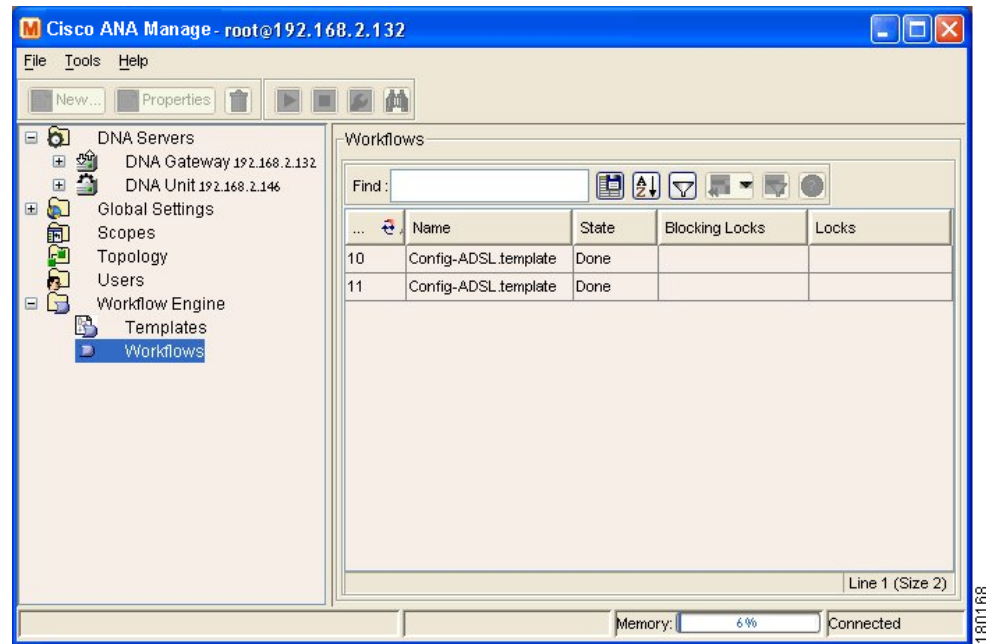 M Cisco ANA Manage - root@192.168.2.132
File Tools Help
New... Properties
DNA Servers
DNA Gateway 192.168.2.132
DNA Unit 192.168.2.146
Global Settings
Scopes
Topology
Users
Workflow Engine
Templates
Workflows
Workflows
Find :
... Name State Blocking Locks Locks
10 Config-ADSL.template Done
11 Config-ADSL.template Done
Line 1 (Size 2)
Memory: 6% Connected
180168